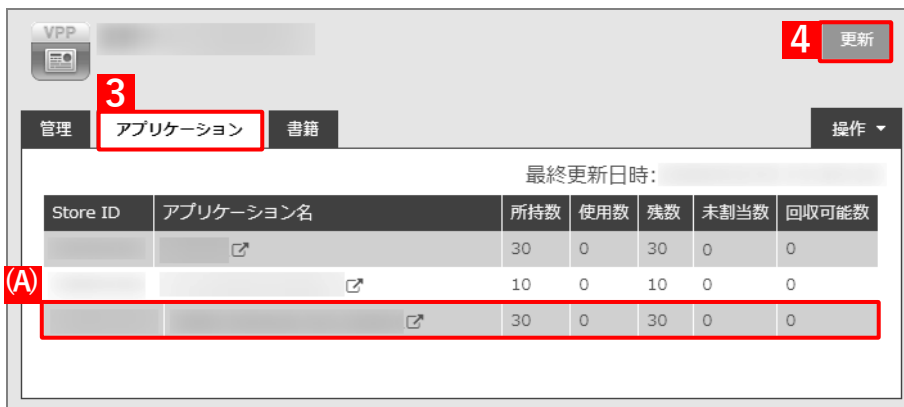 VPP
4 更新
3
管理 アプリケーション 書籍 操作
最終更新日時:
Store ID アプリケーション名 所持数 使用数 残数 未割当数 回収可能数
30 0 30 0 0
(A)
10 0 10 0 0
30 0 30 0 0